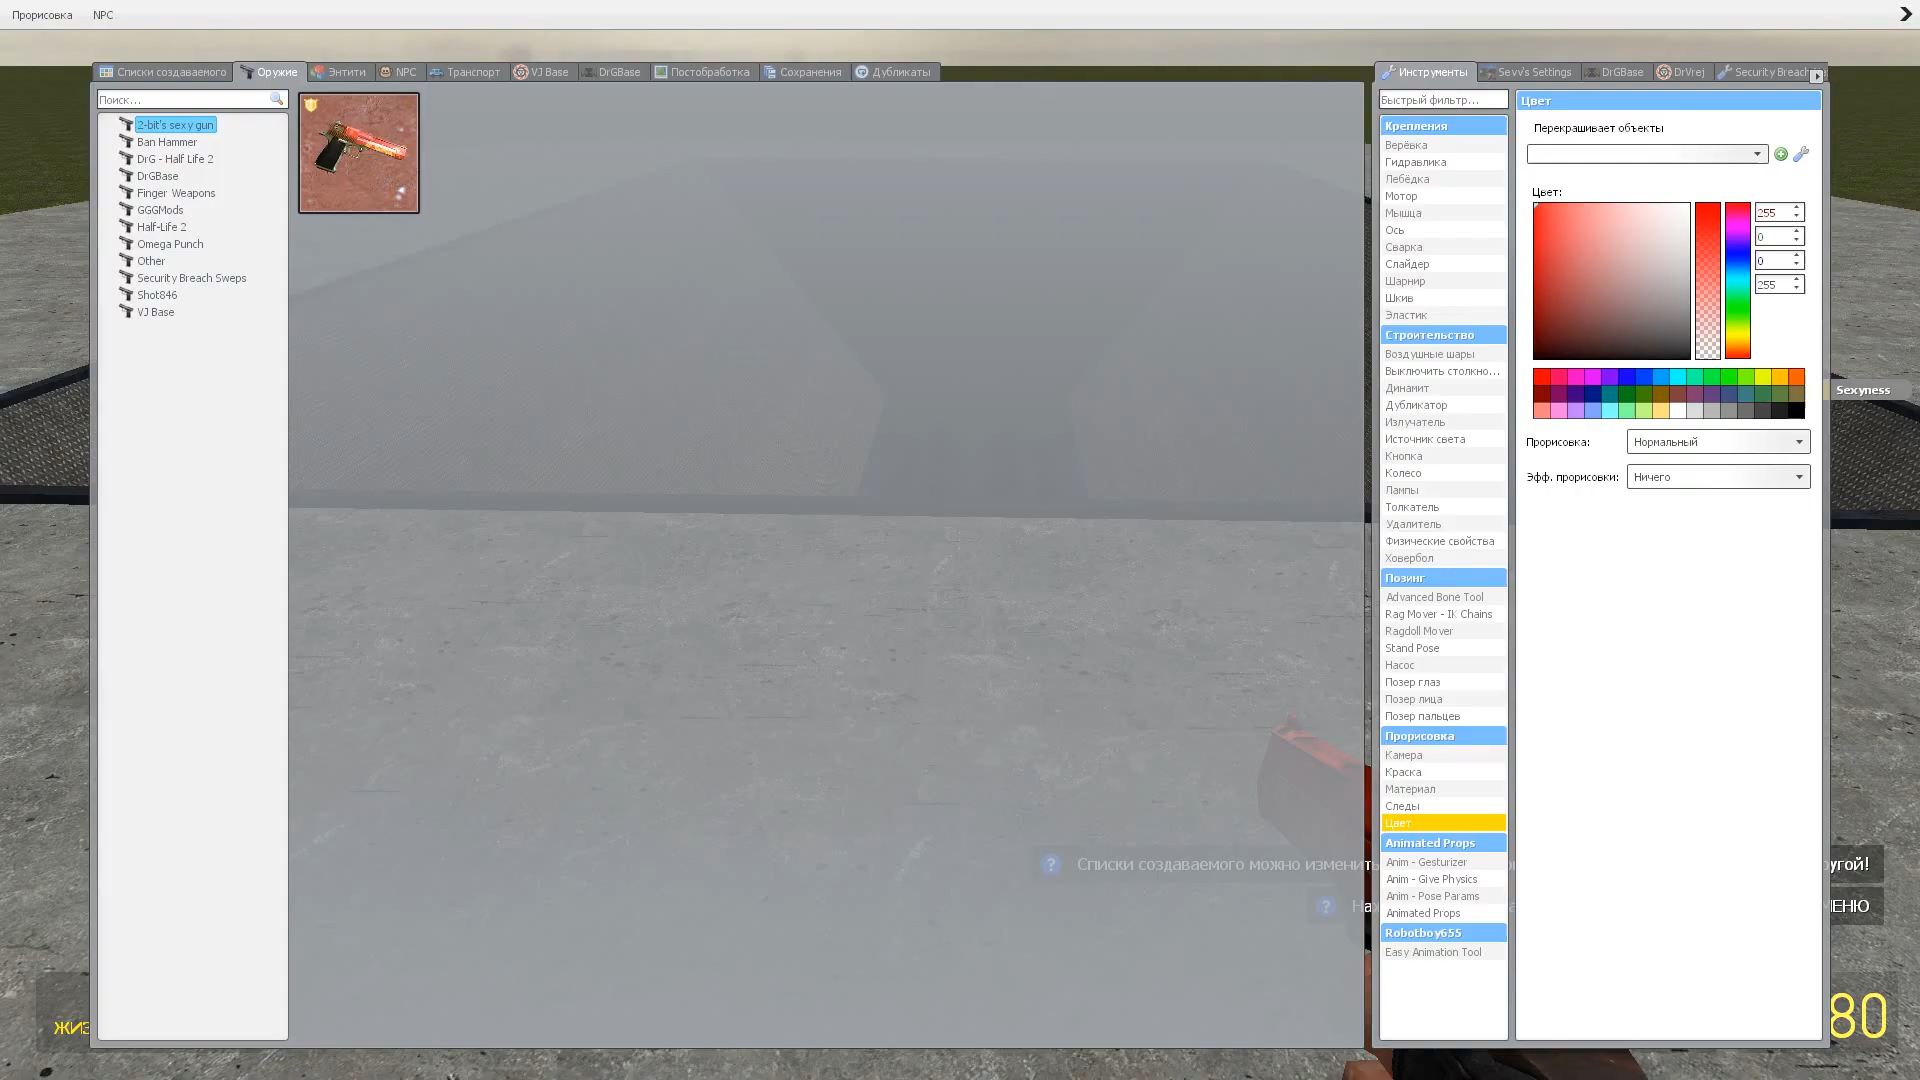 Прорисовка NPC
Списки создаваемого Оружие Энтити NPC Транспорт VJ Base DrGBase Постобработка Сохранения Дубликаты
Инструменты Sevv's Settings DrGBase DrVrej Security Breach
Поиск...
2-bit's sexy gun
Ban Hammer
DrG - Half Life 2
DrGBase
Finger Weapons
GGGMods
Half-Life 2
Omega Punch
Other
Security Breach Sweps
Shot846
VJ Base
Быстрый фильтр...
Крепления
Верёвка
Гидравлика
Лебёдка
Мотор
Мышца
Ось
Сварка
Слайдер
Шарнир
Шкив
Эластик
Строительство
Воздушные шары
Выключить столкно...
Динамит
Дубликатор
Излучатель
Источник света
Кнопка
Колесо
Лампы
Толкатель
Удалитель
Физические свойства
Ховербол
Позинг
Advanced Bone Tool
Rag Mover - IK Chains
Ragdoll Mover
Stand Pose
Насос
Позер глаз
Позер лица
Позер пальцев
Прорисовка
Камера
Краска
Материал
Следы
Цвет
Animated Props
Anim - Gesturizer
Anim - Give Physics
Anim - Pose Params
Animated Props
Robotboy655
Easy Animation Tool
Цвет
Перекрашивает объекты
Цвет:
255
0
0
255
Прорисовка: Нормальный
Эфф. прорисовки: Ничего
Sexyness
Списки создаваемого можно изменить
угой!
На
ЕНЮ
ЖИЗ
80